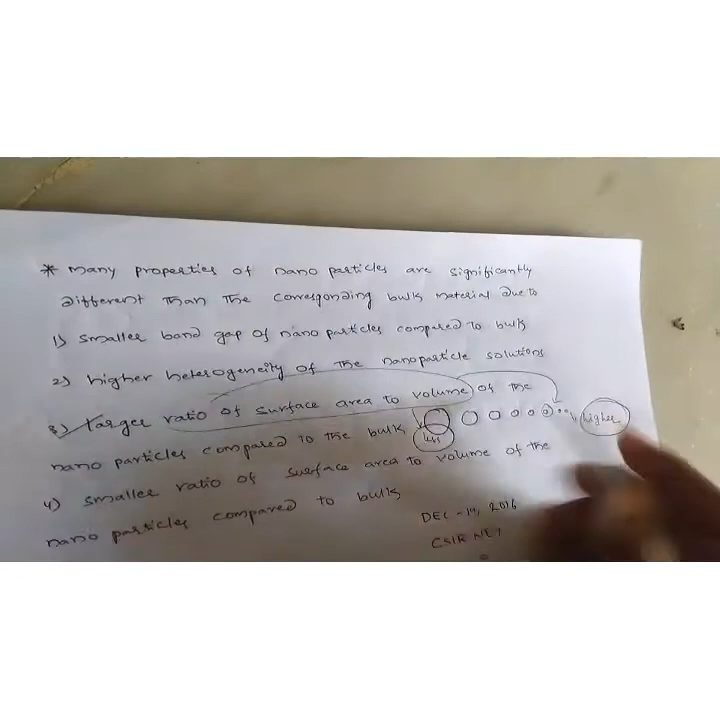 * Many properties of nano particles are significantly
different Than The corresponding bulk material due to
1) smaller band gap of nano particles compared to bulk
2) higher heterogeneity of The nanoparticle solutions
3) Larger ratio of surface area to volume of the
nano particles compared to the bulk
less
higher
4) smaller ratio of surface area to volume of the
nano particles compared to bulk
DEC - 19, 2016
CSIR NET